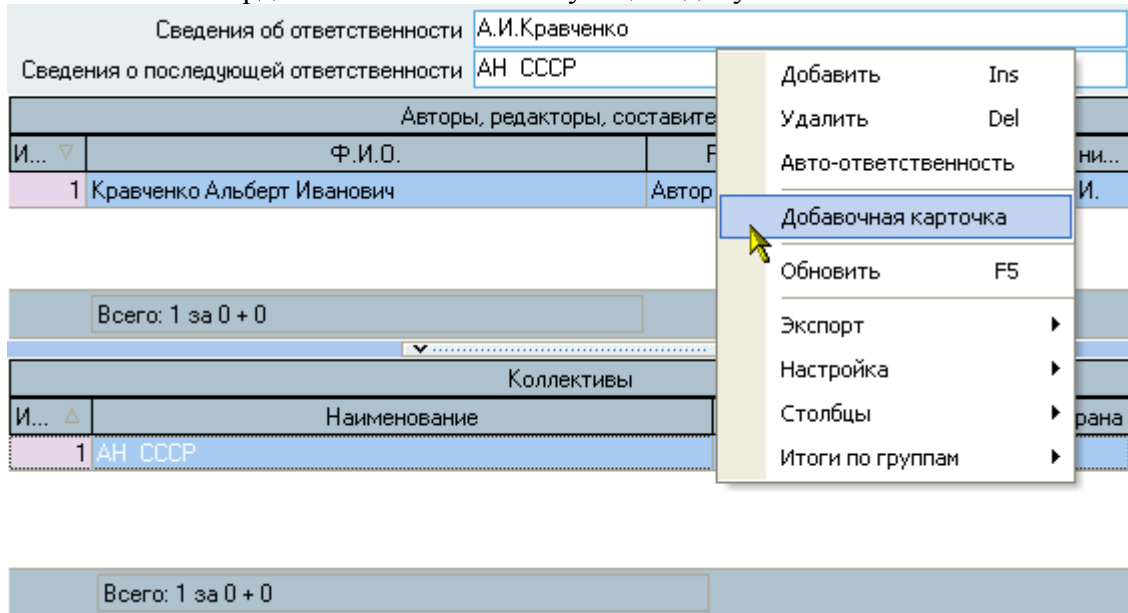 Сведения об ответственности А.И.Кравченко
Сведения о последующей ответственности АН СССР
Авторы, редакторы, составите
И... Ф.И.О.
1 Кравченко Альберт Иванович Автор И.
Всего: 1 за 0 + 0
Коллективы
И... Наименование рана
1 АН СССР
Всего: 1 за 0 + 0
Добавить Ins
Удалить Del
Авто-ответственность
Добавочная карточка
Обновить F5
Экспорт
Настройка
Столбцы
Итоги по группам
ни...